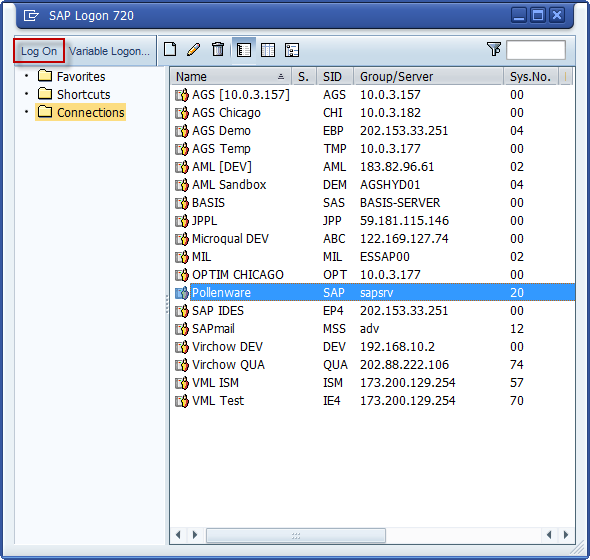 SAP Logon 720
Log On Variable Logon...
Favorites
Shortcuts
Connections
Name S. SID Group/Server Sys.No.
AGS [10.0.3.157] AGS 10.0.3.157 00
AGS Chicago CHI 10.0.3.182 00
AGS Demo EBP 202.153.33.251 04
AGS Temp TMP 10.0.3.177 00
AML [DEV] AML 183.82.96.61 02
AML Sandbox DEM AGSHYD01 04
BASIS SAS BASIS-SERVER 00
JPPL JPP 59.181.115.146 00
Microqual DEV ABC 122.169.127.74 00
MIL MIL ESSAP00 02
OPTIM CHICAGO OPT 10.0.3.177 00
Pollenware SAP sapsrv 20
SAP IDES EP4 202.153.33.251 00
SAPmail MSS adv 12
Virchow DEV DEV 192.168.10.2 00
Virchow QUA QUA 202.88.222.106 74
VML ISM ISM 173.200.129.254 57
VML Test IE4 173.200.129.254 70